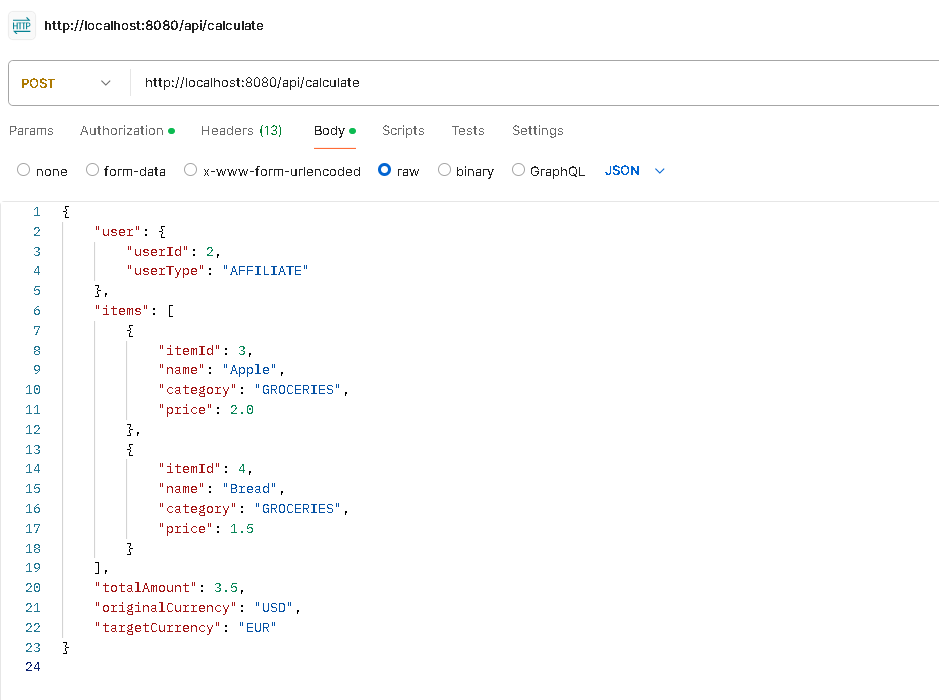 HTTP http://localhost:8080/api/calculate
POST http://localhost:8080/api/calculate
Params Authorization Headers (13) Body Scripts Tests Settings
none form-data x-www-form-urlencoded raw binary GraphQL JSON
1 {
2 "user": {
3 "userId": 2,
4 "userType": "AFFILIATE"
5 },
6 "items": [
7 {
8 "itemId": 3,
9 "name": "Apple",
10 "category": "GROCERIES",
11 "price": 2.0
12 },
13 {
14 "itemId": 4,
15 "name": "Bread",
16 "category": "GROCERIES",
17 "price": 1.5
18 }
19 ],
20 "totalAmount": 3.5,
21 "originalCurrency": "USD",
22 "targetCurrency": "EUR"
23 }
24